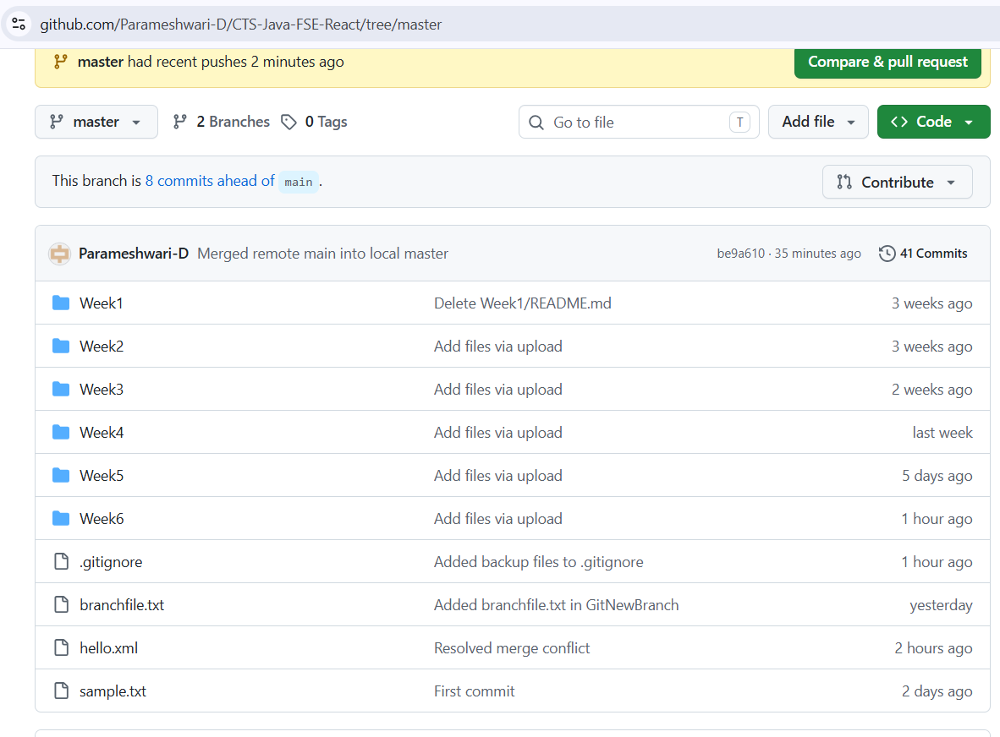 github.com/Parameshwari-D/CTS-Java-FSE-React/tree/master
master had recent pushes 2 minutes ago Compare & pull request
master 2 Branches 0 Tags Go to file T Add file Code
This branch is 8 commits ahead of main . Contribute
Parameshwari-D Merged remote main into local master be9a610 · 35 minutes ago 41 Commits
Week1 Delete Week1/README.md 3 weeks ago
Week2 Add files via upload 3 weeks ago
Week3 Add files via upload 2 weeks ago
Week4 Add files via upload last week
Week5 Add files via upload 5 days ago
Week6 Add files via upload 1 hour ago
.gitignore Added backup files to .gitignore 1 hour ago
branchfile.txt Added branchfile.txt in GitNewBranch yesterday
hello.xml Resolved merge conflict 2 hours ago
sample.txt First commit 2 days ago